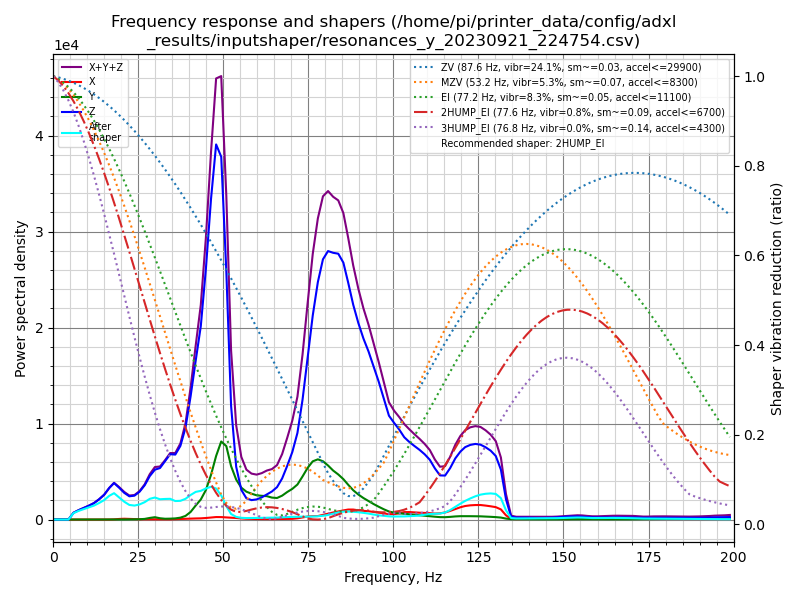 Frequency response and shapers (/home/pi/printer_data/config/adxl
_results/inputshaper/resonances_y_20230921_224754.csv)
1e4
X+Y+Z
X
Y
Z
After
shaper
ZV (87.6 Hz, vibr=24.1%, sm~=0.03, accel<=29900)
MZV (53.2 Hz, vibr=5.3%, sm~=0.07, accel<=8300)
EI (77.2 Hz, vibr=8.3%, sm~=0.05, accel<=11100)
2HUMP_EI (77.6 Hz, vibr=0.8%, sm~=0.09, accel<=6700)
3HUMP_EI (76.8 Hz, vibr=0.0%, sm~=0.14, accel<=4300)
Recommended shaper: 2HUMP_EI
Power spectral density
4
3
2
1
0
1.0
0.8
0.6
0.4
0.2
0.0
Shaper vibration reduction (ratio)
0 25 50 75 100 125 150 175 200
Frequency, Hz